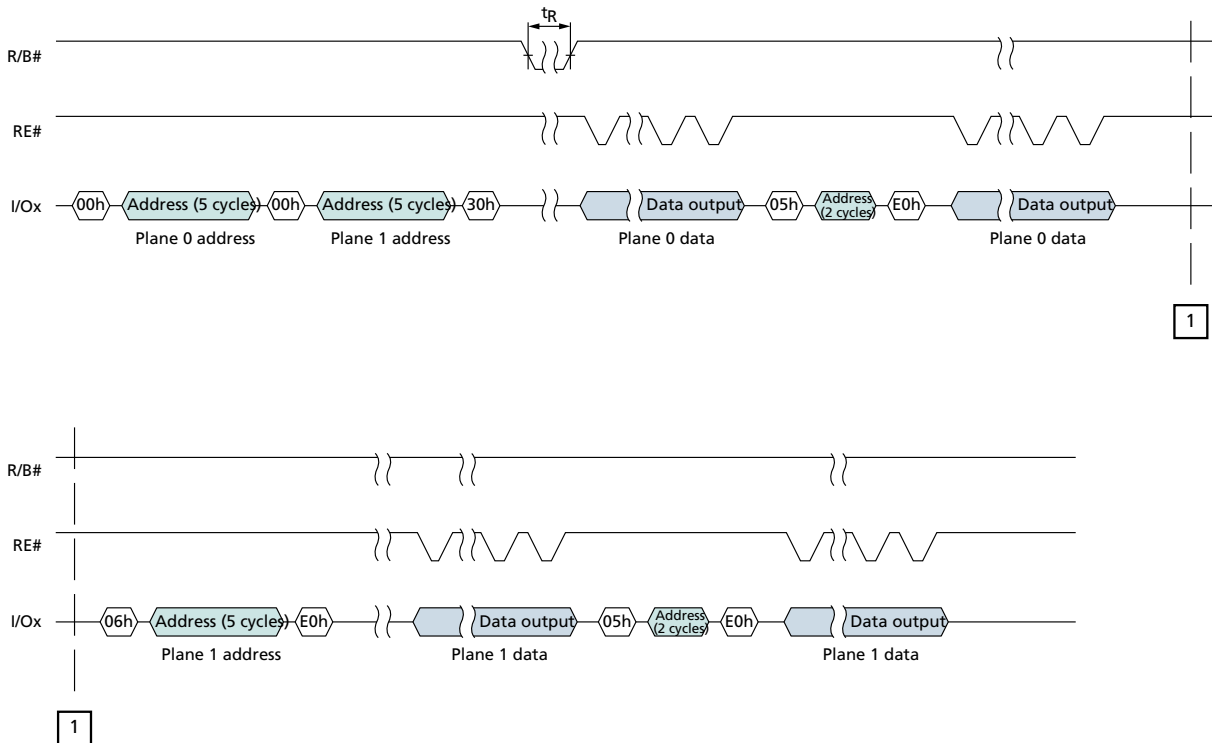 tR
R/B#
RE#
I/Ox
00h Address (5 cycles) 00h Address (5 cycles) 30h Data output 05h Address (2 cycles) E0h Data output
Plane 0 address Plane 1 address Plane 0 data Plane 0 data
1
R/B#
RE#
I/Ox
06h Address (5 cycles) E0h Data output 05h Address (2 cycles) E0h Data output
Plane 1 address Plane 1 data Plane 1 data
1